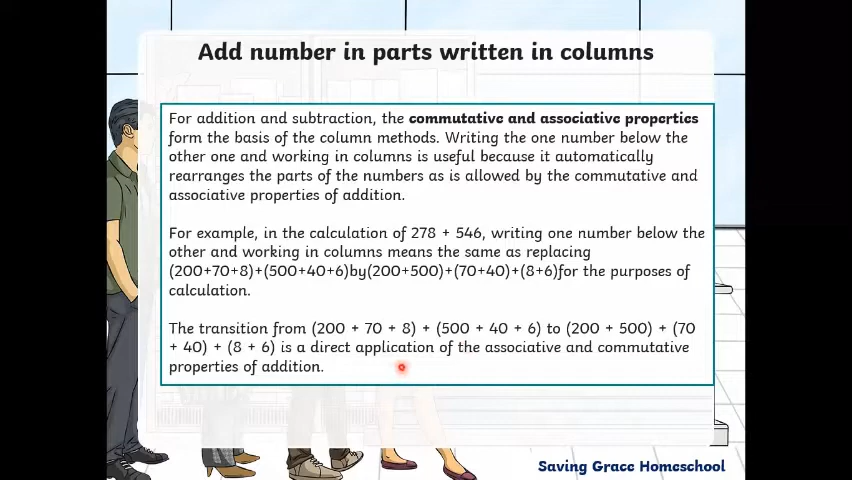 Add number in parts written in columns
For addition and subtraction, the commutative and associative properties
form the basis of the column methods. Writing the one number below the
other one and working in columns is useful because it automatically
rearranges the parts of the numbers as is allowed by the commutative and
associative properties of addition.
For example, in the calculation of 278 + 546, writing one number below the
other and working in columns means the same as replacing
(200+70+8)+(500+40+6)by(200+500)+(70+40)+(8+6)for the purposes of
calculation.
The transition from (200 + 70 + 8) + (500 + 40 + 6) to (200 + 500) + (70
+ 40) + (8 + 6) is a direct application of the associative and commutative
properties of addition.
Saving Grace Homeschool